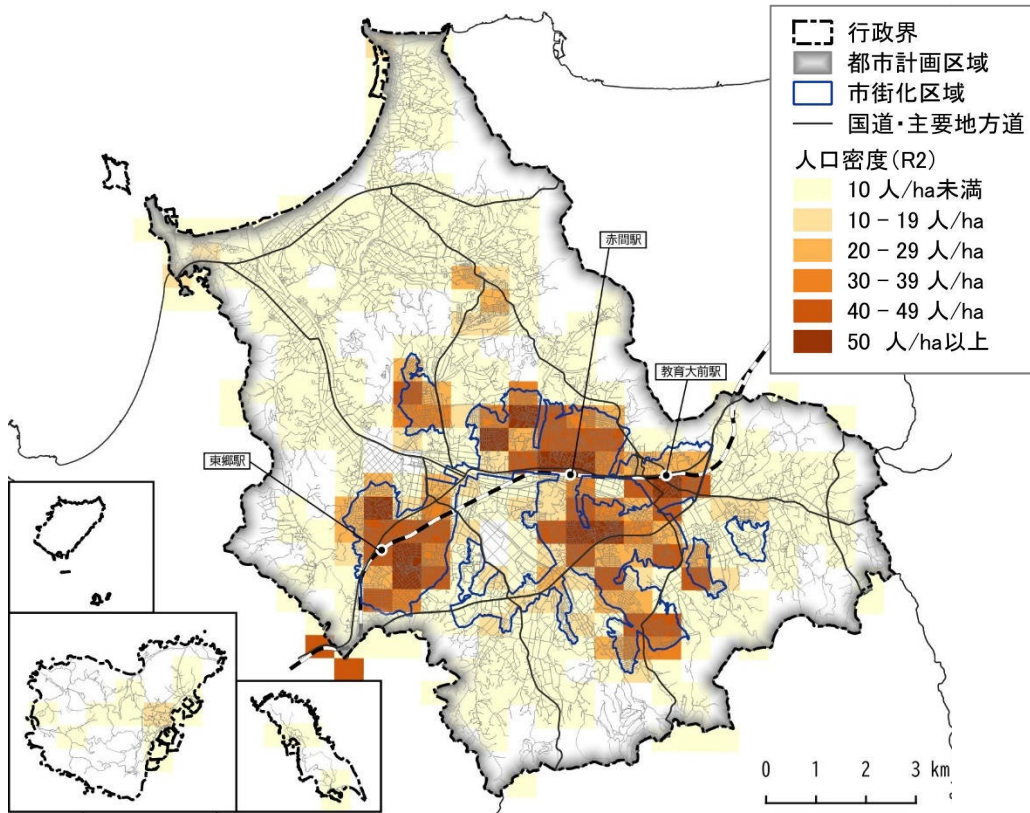 行政界
都市計画区域
市街化区域
国道・主要地方道
人口密度(R2)
10 人/ha未満
10 - 19 人/ha
20 - 29 人/ha
30 - 39 人/ha
40 - 49 人/ha
50 人/ha以上
赤間駅
教育大前駅
東郷駅
0 1 2 3 km